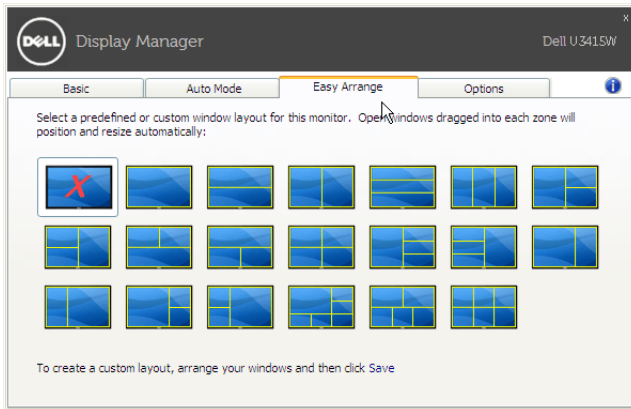 DELL Display Manager Dell U3415W
x
Basic Auto Mode Easy Arrange Options i
Select a predefined or custom window layout for this monitor. Open windows dragged into each zone will
position and resize automatically:
X
To create a custom layout, arrange your windows and then click Save